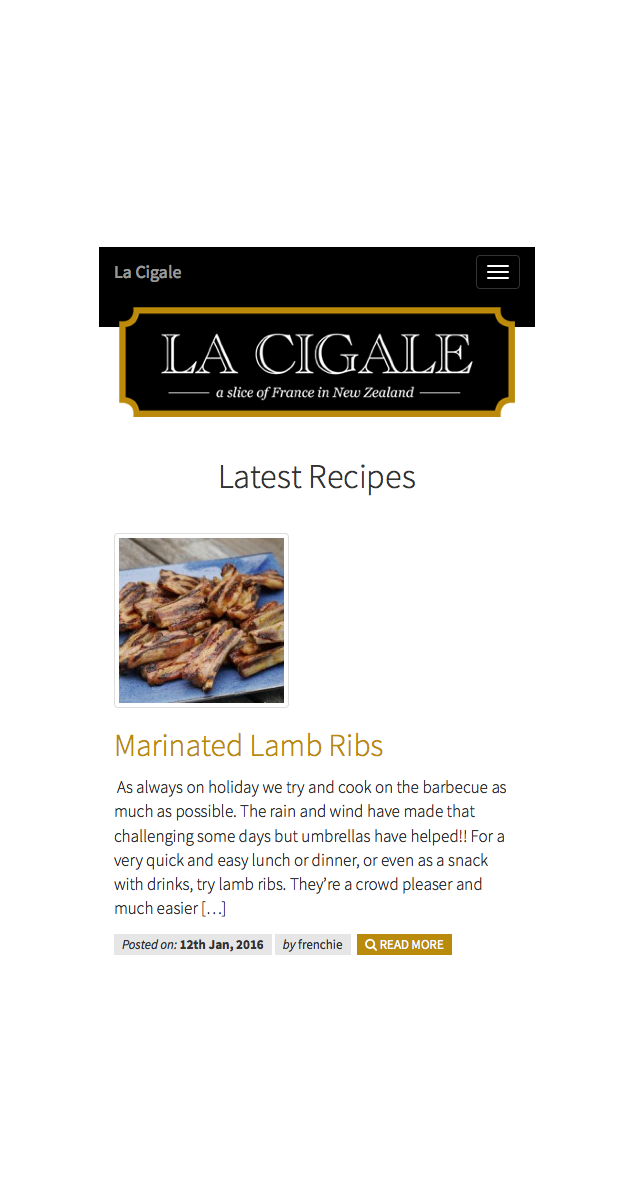 La Cigale
LA CIGALE
a slice of France in New Zealand
Latest Recipes
Marinated Lamb Ribs
As always on holiday we try and cook on the barbecue as
much as possible. The rain and wind have made that
challenging some days but umbrellas have helped!! For a
very quick and easy lunch or dinner, or even as a snack
with drinks, try lamb ribs. They’re a crowd pleaser and
much easier […]
Posted on: 12th Jan, 2016 by frenchie READ MORE